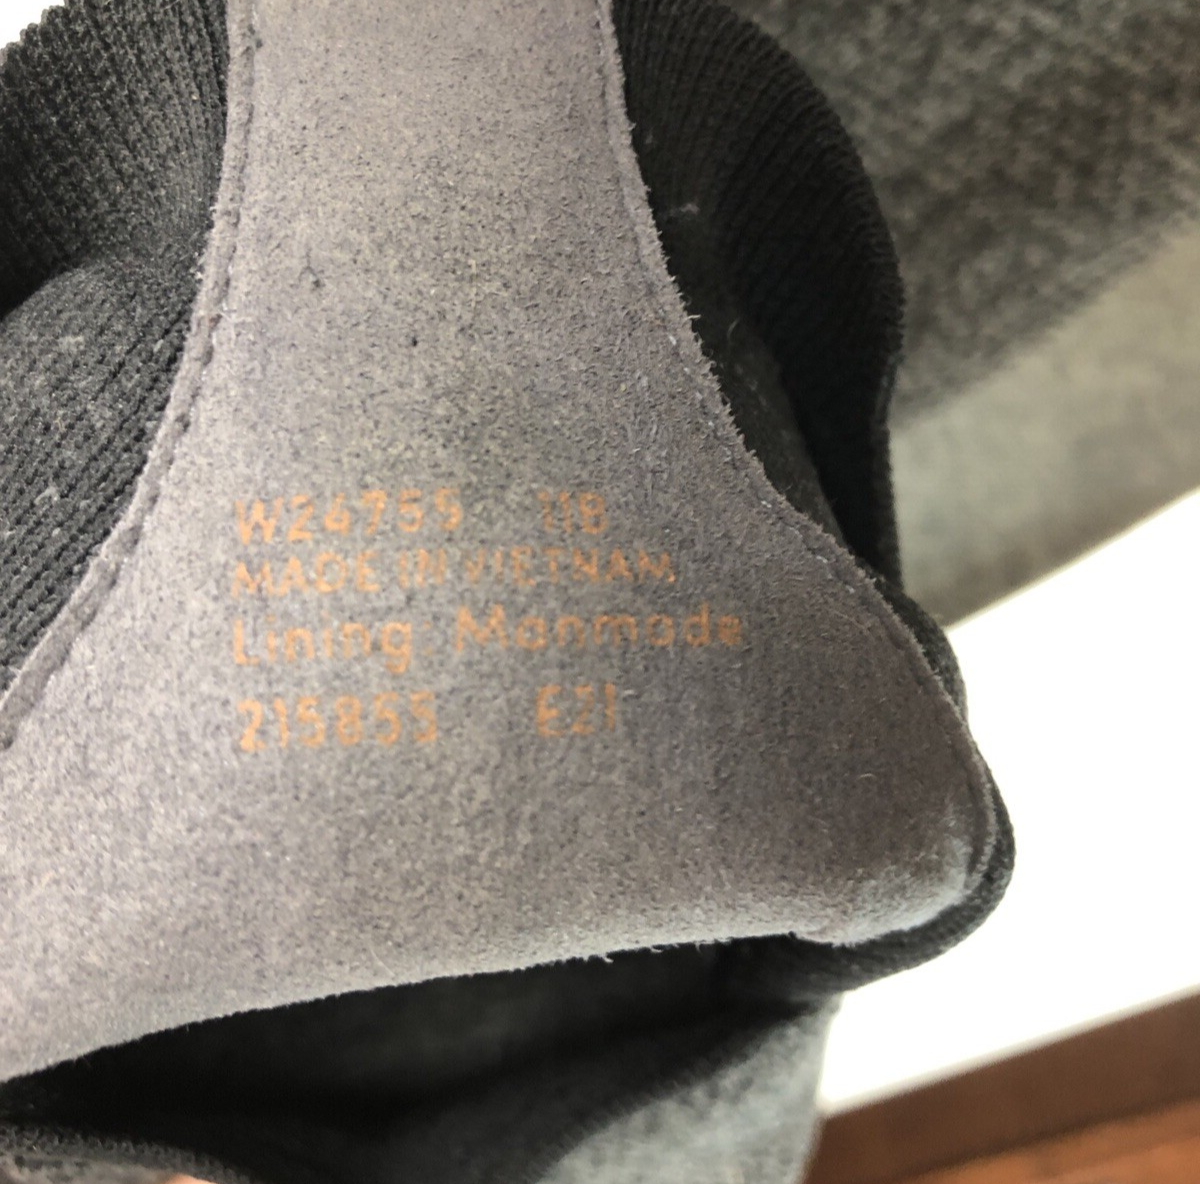 W24755 11B
MADE IN VIETNAM
Lining: Manmade
215855 E21